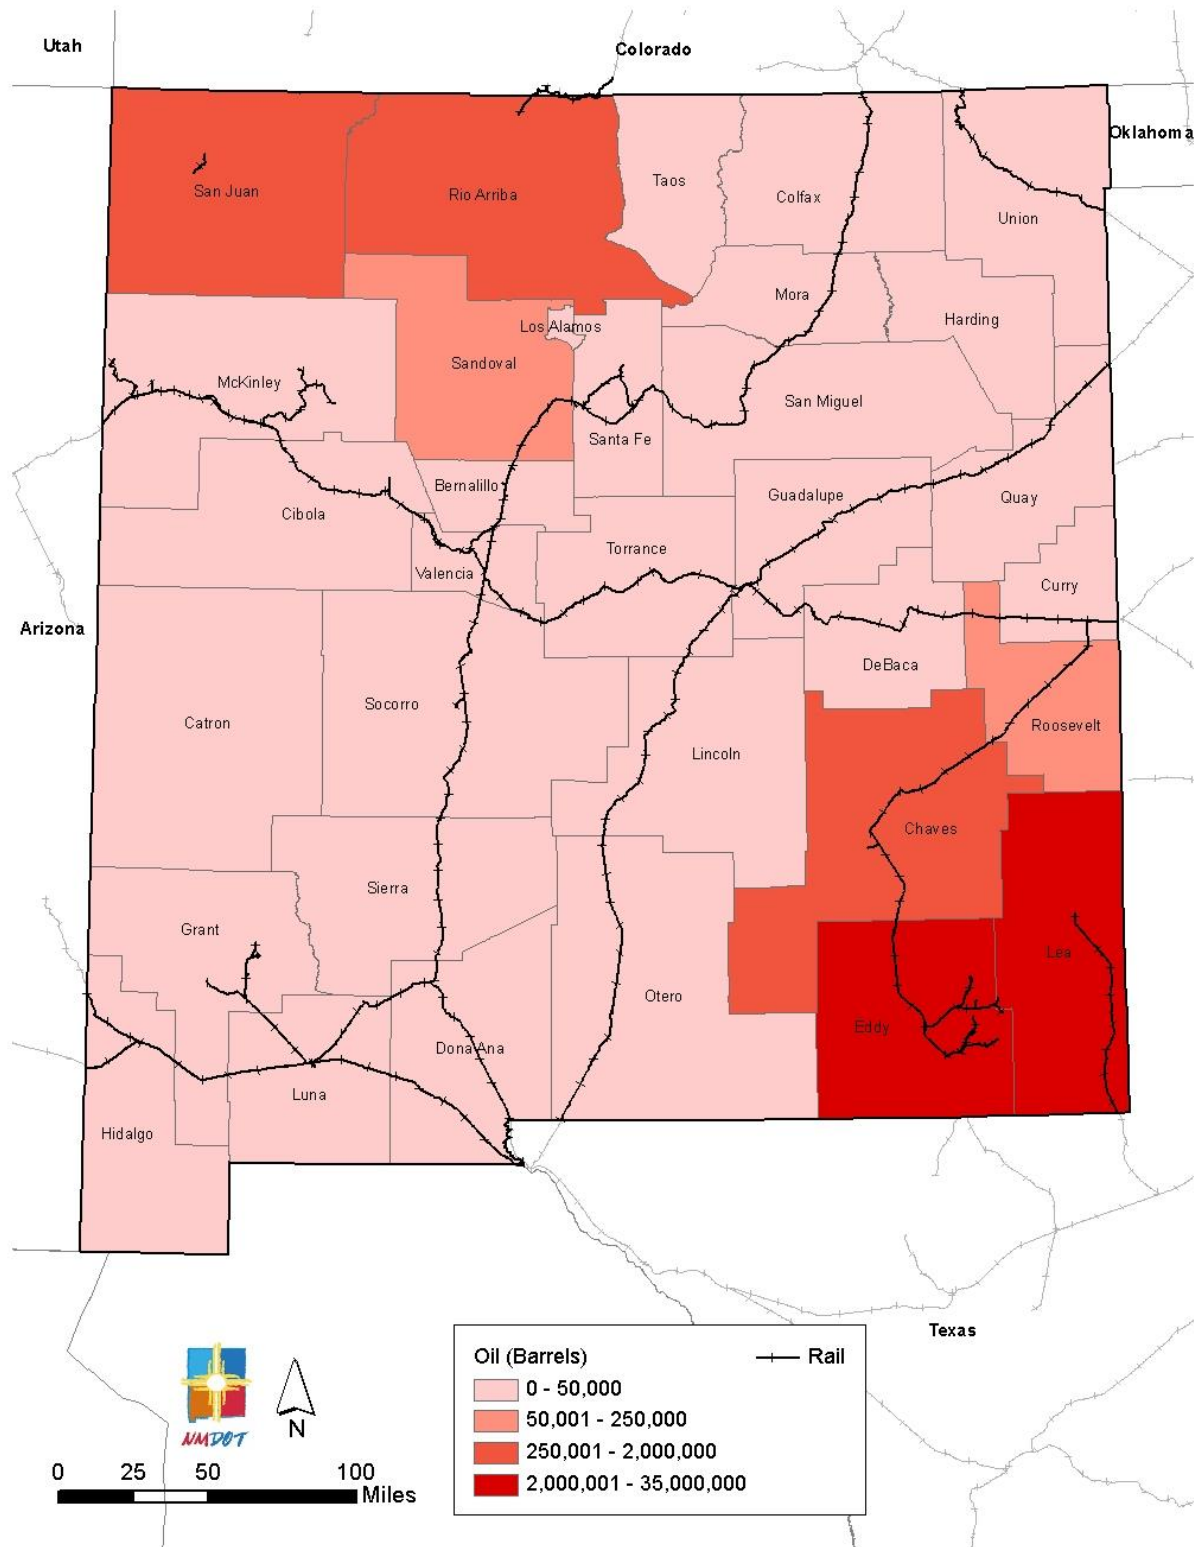 Utah
Colorado
Oklahoma
San Juan
Rio Arriba
Taos
Colfax
Union
Mora
Harding
Los Alamos
Sandoval
McKinley
San Miguel
Santa Fe
Bernalillo
Guadalupe
Quay
Cibola
Torrance
Valencia
Curry
Arizona
DeBaca
Catron
Socorro
Lincoln
Roosevelt
Chaves
Sierra
Grant
Lea
Otero
Eddy
Dona Ana
Luna
Hidalgo
Texas
Oil (Barrels)
Rail
0 - 50,000
50,001 - 250,000
250,001 - 2,000,000
2,000,001 - 35,000,000
NMDOT
N
0 25 50 100
Miles